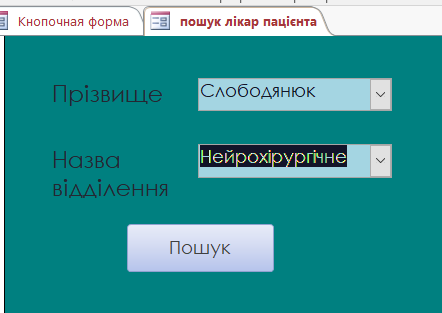 Кнопочная форма
пошук лікар пацієнта
Прізвище
Слободянюк
Назва
відділення
Нейрохірургічне
Пошук